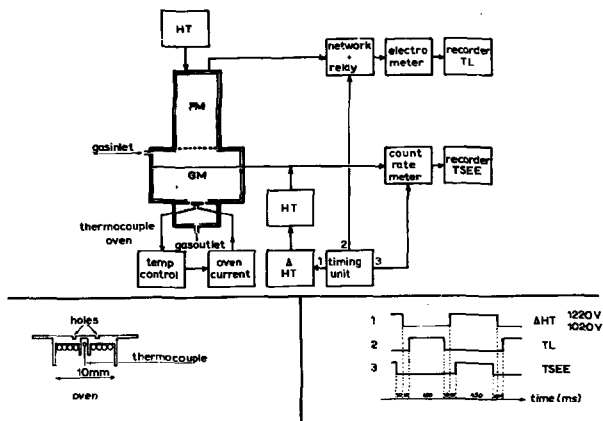 HT
network + relay
electro meter
recorder TL
PM
gasinlet
GM
count rate meter
recorder TSEE
HT
thermocouple
oven
gasoutlet
temp control
oven current
Δ HT
1
2
timing unit
3
holes
thermocouple
10mm
oven
1
ΔHT
1220V
1020V
2
TL
3
TSEE
450
time (ms)